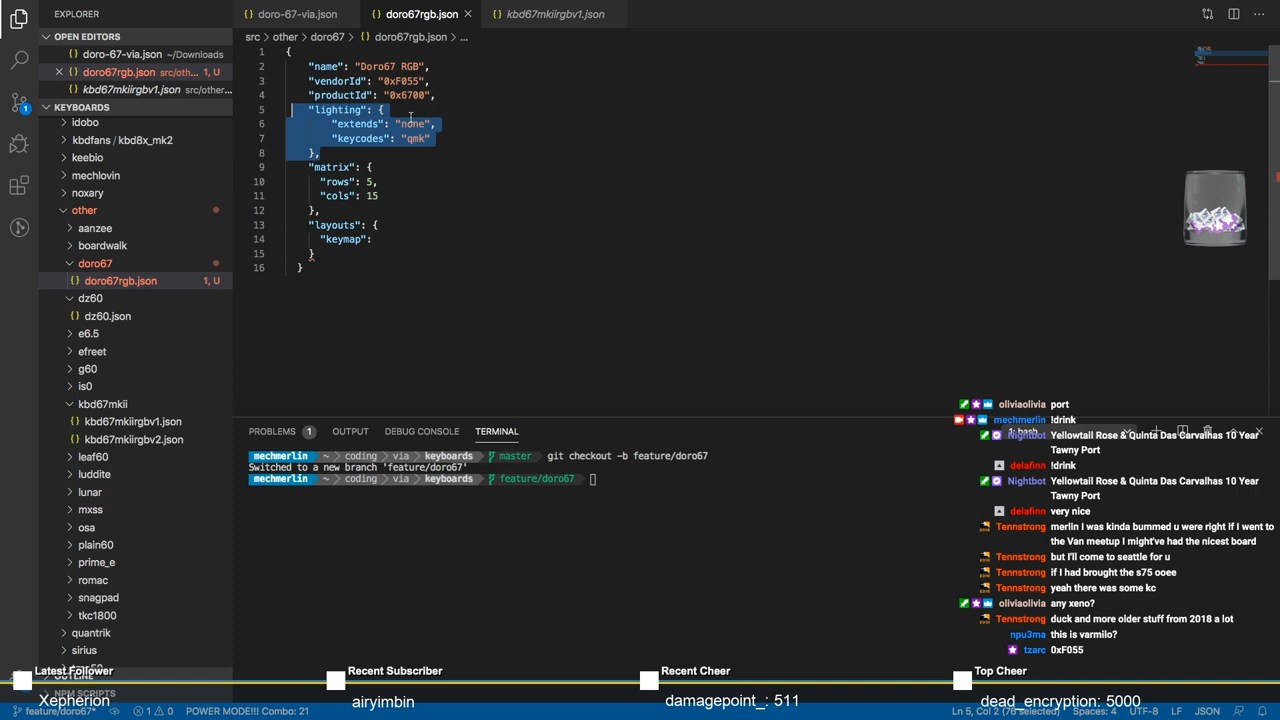 EXPLORER
OPEN EDITORS
doro-67-via.json ~/Downloads
doro67rgb.json src/oth... 1, U
kbd67mkiirgbv1.json src/other...
KEYBOARDS
idobo
kbdfans / kbd8x_mk2
keebio
mechlovin
noxary
other
aanzee
boardwalk
doro67
doro67rgb.json 1, U
dz60
dz60.json
e6.5
efreet
g60
is0
kbd67mkii
kbd67mkiirgbv1.json
kbd67mkiirgbv2.json
leaf60
luddite
lunar
mxss
osa
plain60
prime_e
romac
snagpad
tkc1800
quantrik
sirius
OUTLINE
NPM SCRIPTS
doro-67-via.json
doro67rgb.json
kbd67mkiirgbv1.json
src > other > doro67 > {} doro67rgb.json > ...
1 {
2 "name": "Doro67 RGB",
3 "vendorId": "0xF055",
4 "productId": "0x6700",
5 "lighting": {
6 "extends": "none",
7 "keycodes": "qmk"
8 },
9 "matrix": {
10 "rows": 5,
11 "cols": 15
12 },
13 "layouts": {
14 "keymap":
15 }
16 }
PROBLEMS 1 OUTPUT DEBUG CONSOLE TERMINAL
1: bash
mechmerlin ~ > coding > via > keyboards > master git checkout -b feature/doro67
Switched to a new branch 'feature/doro67'
mechmerlin ~ > coding > via > keyboards > feature/doro67
oliviaolivia port
mechmerlin !drink
Nightbot Yellowtail Rose & Quinta Das Carvalhas 10 Year
Tawny Port
delafinn !drink
Nightbot Yellowtail Rose & Quinta Das Carvalhas 10 Year
Tawny Port
delafinn very nice
Tennstrong merlin I was kinda bummed u were right if I went to
the Van meetup I might've had the nicest board
Tennstrong but I'll come to seattle for u
Tennstrong if I had brought the s75 ooee
Tennstrong yeah there was some kc
oliviaolivia any xeno?
Tennstrong duck and more older stuff from 2018 a lot
npu3ma this is varmilo?
tzarc 0xF055
Latest Follower
Xepherion
Recent Subscriber
airyimbin
Recent Cheer
damagepoint_: 511
Top Cheer
dead_encryption: 5000
feature/doro67* 1 0 POWER MODE!!! Combo: 21
Ln 5, Col 2 (76 selected) Spaces: 4 UTF-8 LF JSON